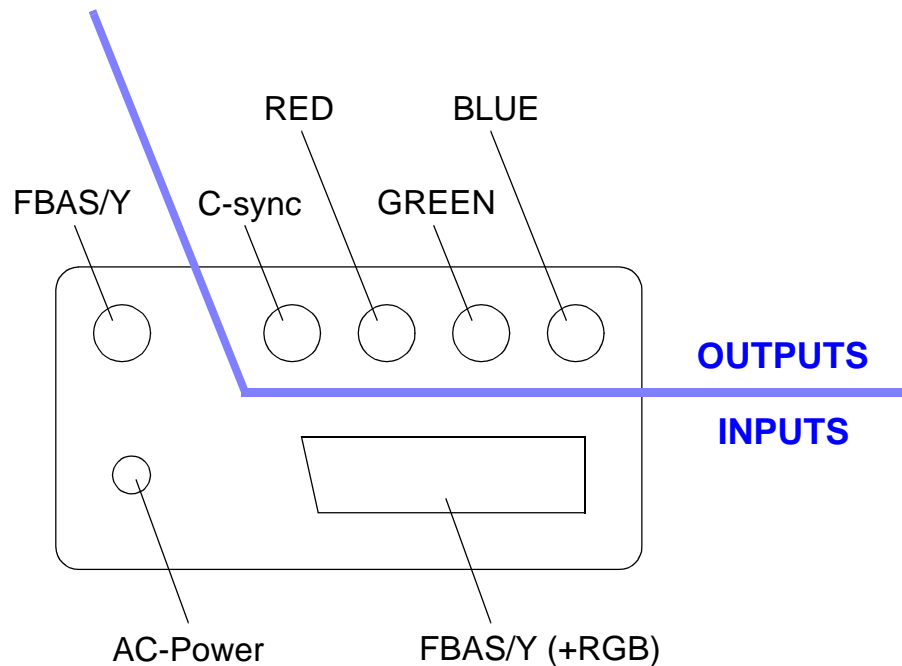 RED
BLUE
FBAS/Y
C-sync
GREEN
OUTPUTS
INPUTS
AC-Power
FBAS/Y (+RGB)